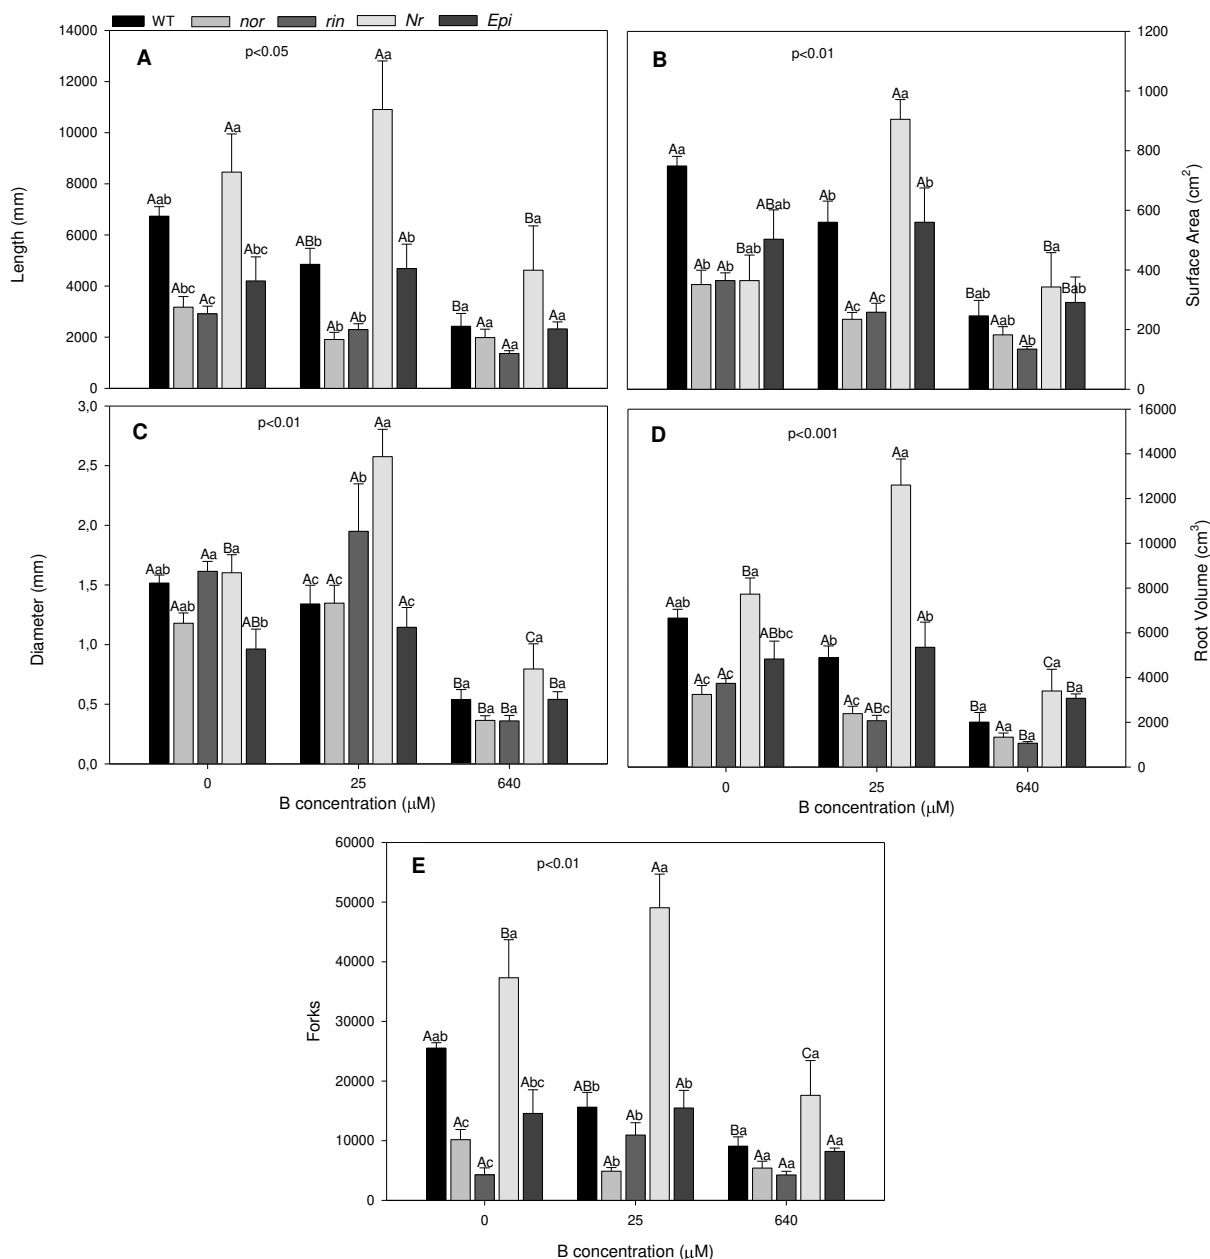 WT nor rin Nr Epi
A
p<0.05
14000
12000
10000
8000
6000
4000
2000
0
Length (mm)
Aab
Abc
Ac
Aa
Abc
ABb
Ab
Ab
Aa
Ab
Ba
Aa
Aa
Ba
Aa
B
p<0.01
1200
1000
800
600
400
200
0
Surface Area (cm²)
Aa
Ab
Ab
Bab
ABab
Ab
Ac
Ac
Aa
Ab
Bab
Aab
Ab
Ba
Bab
C
p<0.01
3,0
2,5
2,0
1,5
1,0
0,5
0,0
Diameter (mm)
Aab
Aab
Aa
Ba
ABb
Ac
Ac
Ab
Aa
Ac
Ba
Ba
Ba
Ca
Ba
0 25 640
B concentration (μM)
D
p<0.001
16000
14000
12000
10000
8000
6000
4000
2000
0
Root Volume (cm³)
Aab
Ac
Ac
Ba
ABbc
Ab
Ac
ABc
Aa
Ab
Ba
Aa
Ba
Ca
Ba
0 25 640
B concentration (μM)
E
p<0.01
60000
50000
40000
30000
20000
10000
0
Forks
Aab
Ac
Ac
Ba
Abc
ABb
Ab
Ab
Aa
Ab
Ba
Aa
Aa
Ca
Aa
0 25 640
B concentration (μM)